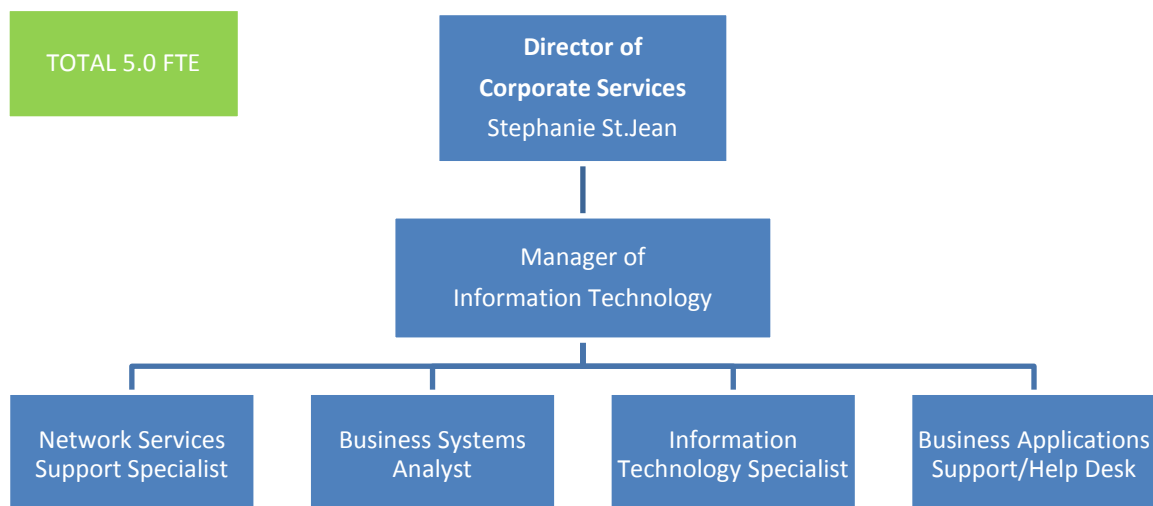 TOTAL 5.0 FTE
Director of
Corporate Services
Stephanie St.Jean
Manager of
Information Technology
Network Services
Support Specialist
Business Systems
Analyst
Information
Technology Specialist
Business Applications
Support/Help Desk